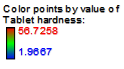 Color points by value of
Tablet hardness:
56.7258
1.9667